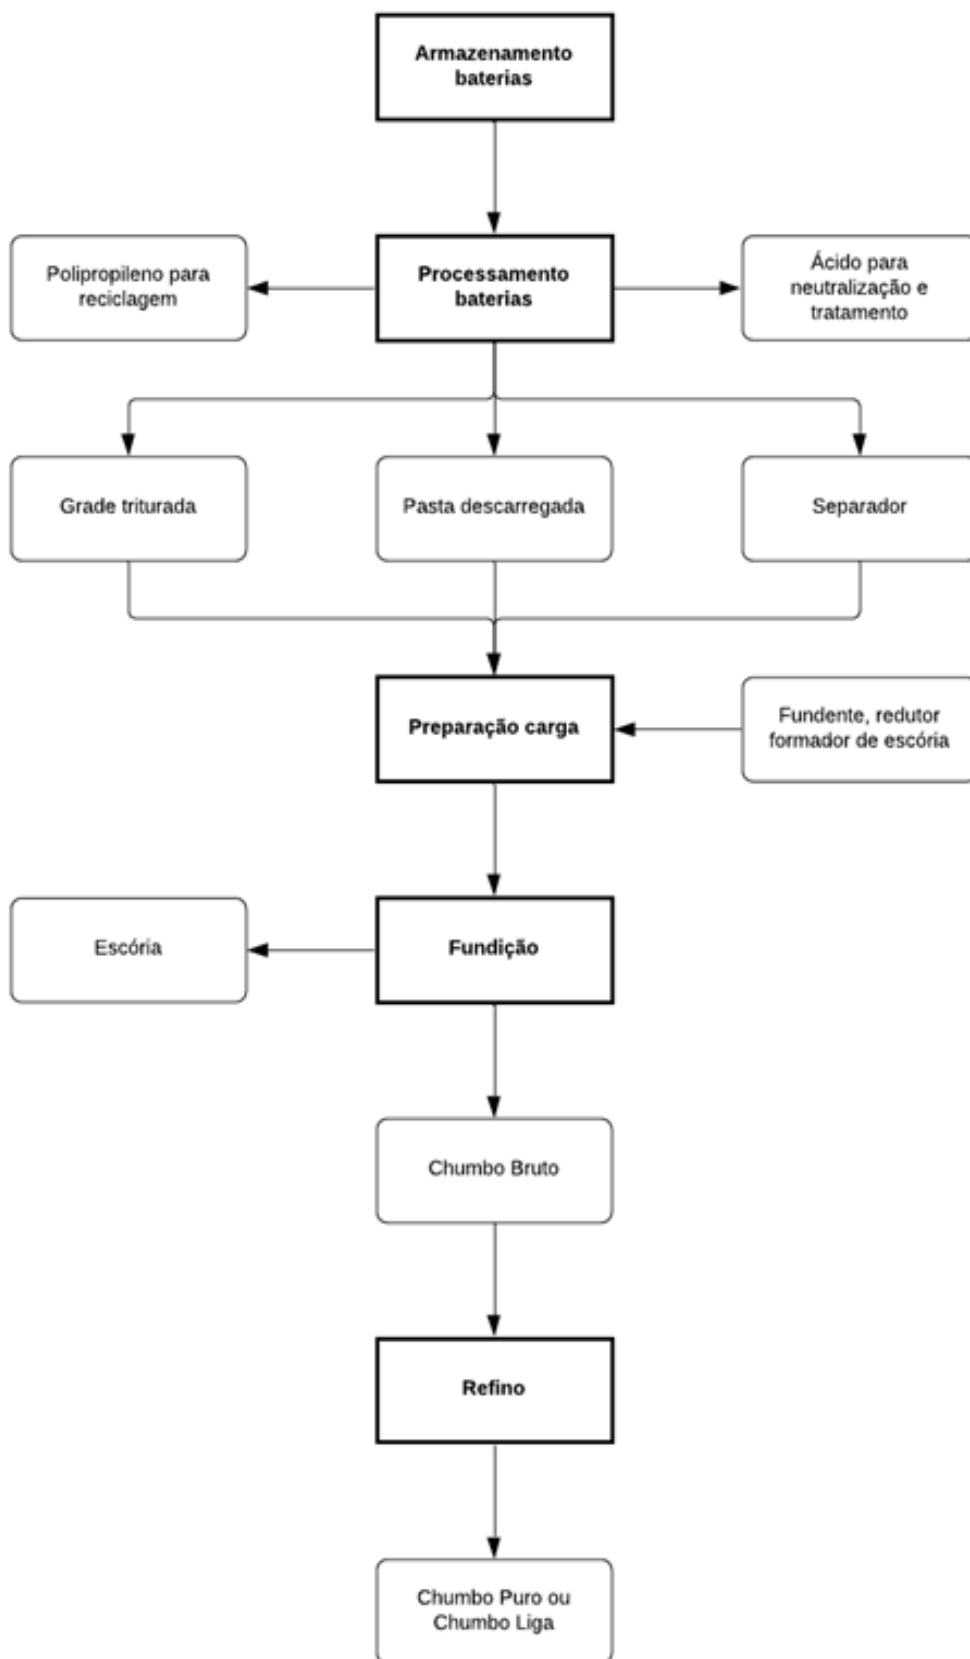 Armazenamento
baterias
Polipropileno para
reciclagem
Processamento
baterias
Ácido para
neutralização e
tratamento
Grade triturada
Pasta descarregada
Separador
Preparação carga
Fundente, redutor
formador de escória
Escória
Fundição
Chumbo Bruto
Refino
Chumbo Puro ou
Chumbo Liga